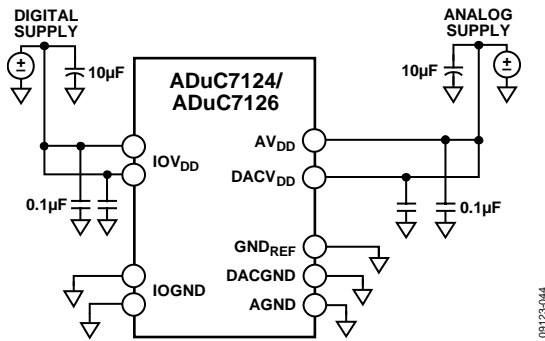 DIGITAL
SUPPLY
ANALOG
SUPPLY
10µF
ADuC7124/
ADuC7126
10µF
AVDD
IOVDD
DACVDD
0.1µF
0.1µF
GNDREF
DACGND
IOGND
AGND
09123-044